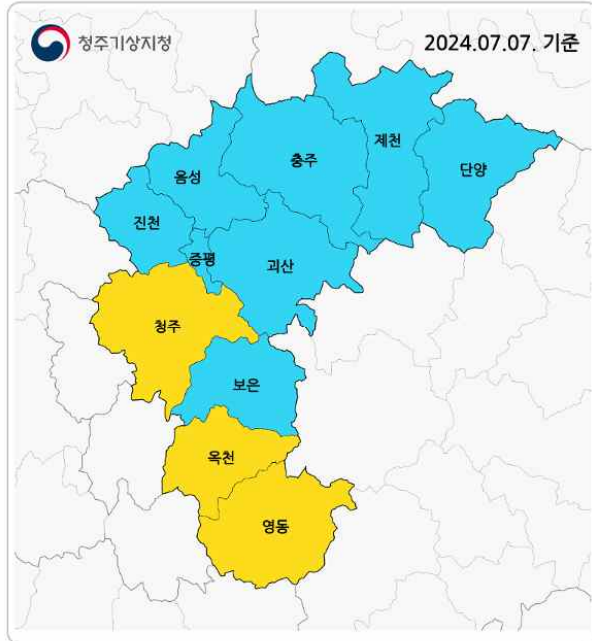 청주기상지청
2024.07.07. 기준
제천
충주
단양
음성
진천
증평
괴산
청주
보은
옥천
영동